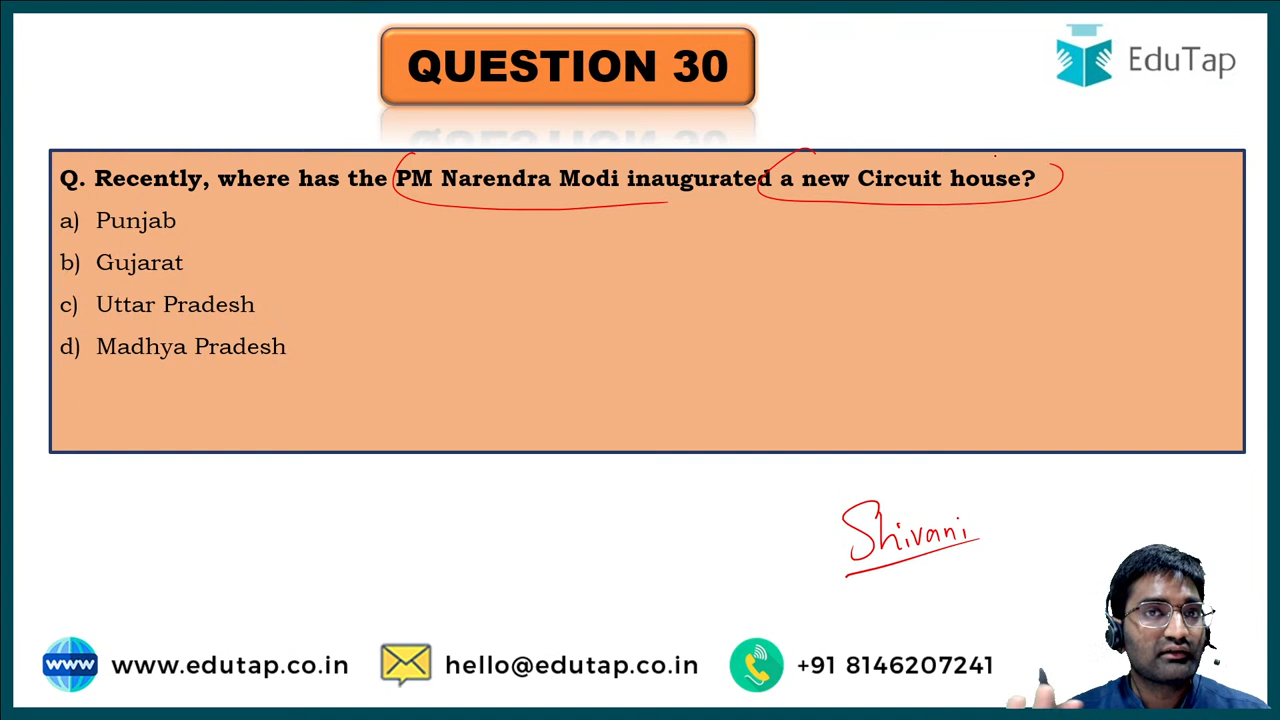 QUESTION 30
EduTap
Q. Recently, where has the PM Narendra Modi inaugurated a new Circuit house?
a) Punjab
b) Gujarat
c) Uttar Pradesh
d) Madhya Pradesh
Shivani
www www.edutap.co.in hello@edutap.co.in +91 8146207241